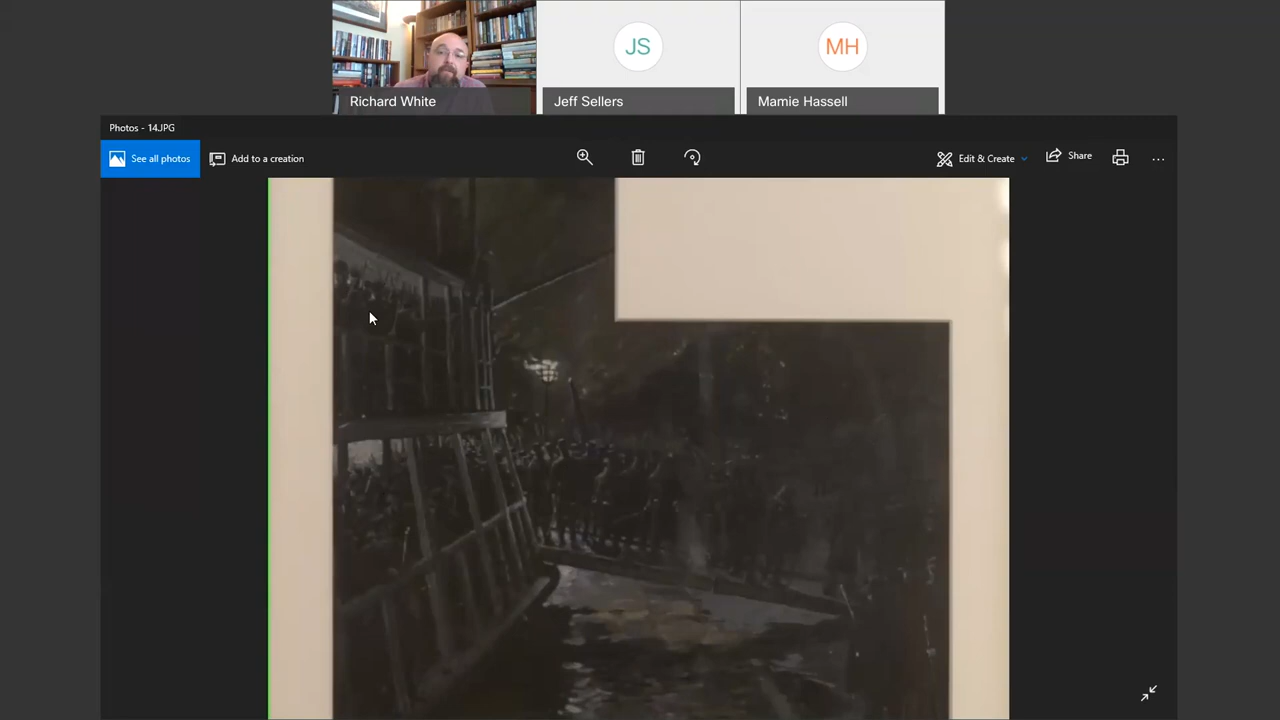 JS
MH
Richard White
Jeff Sellers
Mamie Hassell
Photos - 14.JPG
See all photos
Add to a creation
Edit & Create
Share